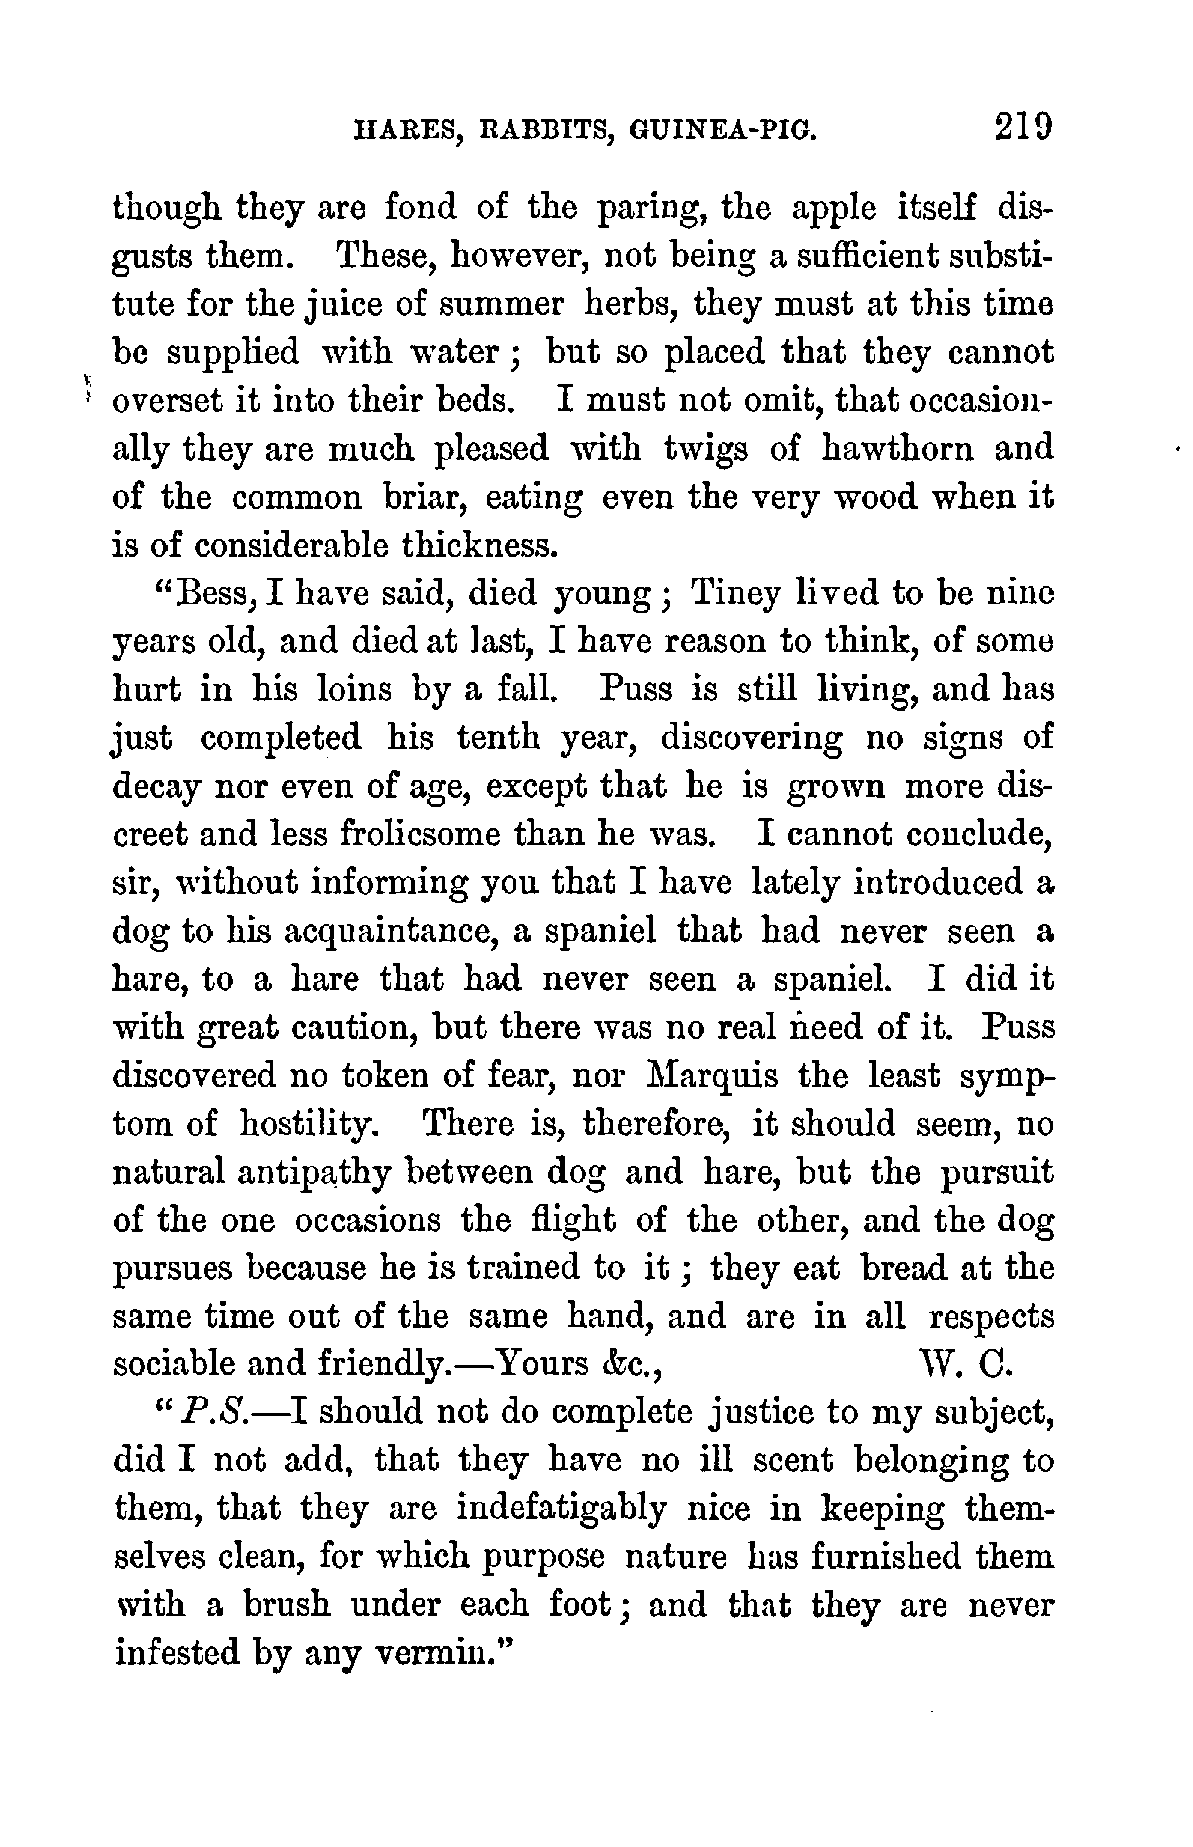 HARES, RABBITS, GUINEA-PIG. 219
though they are fond of the paring, the apple itself dis-
gusts them. These, however, not being a sufficient substi-
tute for the juice of summer herbs, they must at this time
be supplied with water ; but so placed that they cannot
overset it into their beds. I must not omit, that occasion-
ally they are much pleased with twigs of hawthorn and
of the common briar, eating even the very wood when it
is of considerable thickness.
“Bess, I have said, died young ; Tiney lived to be nine
years old, and died at last, I have reason to think, of some
hurt in his loins by a fall. Puss is still living, and has
just completed his tenth year, discovering no signs of
decay nor even of age, except that he is grown more dis-
creet and less frolicsome than he was. I cannot conclude,
sir, without informing you that I have lately introduced a
dog to his acquaintance, a spaniel that had never seen a
hare, to a hare that had never seen a spaniel. I did it
with great caution, but there was no real need of it. Puss
discovered no token of fear, nor Marquis the least symp-
tom of hostility. There is, therefore, it should seem, no
natural antipathy between dog and hare, but the pursuit
of the one occasions the flight of the other, and the dog
pursues because he is trained to it ; they eat bread at the
same time out of the same hand, and are in all respects
sociable and friendly.—Yours &c., W. C.
“ P.S.—I should not do complete justice to my subject,
did I not add, that they have no ill scent belonging to
them, that they are indefatigably nice in keeping them-
selves clean, for which purpose nature has furnished them
with a brush under each foot ; and that they are never
infested by any vermin.”